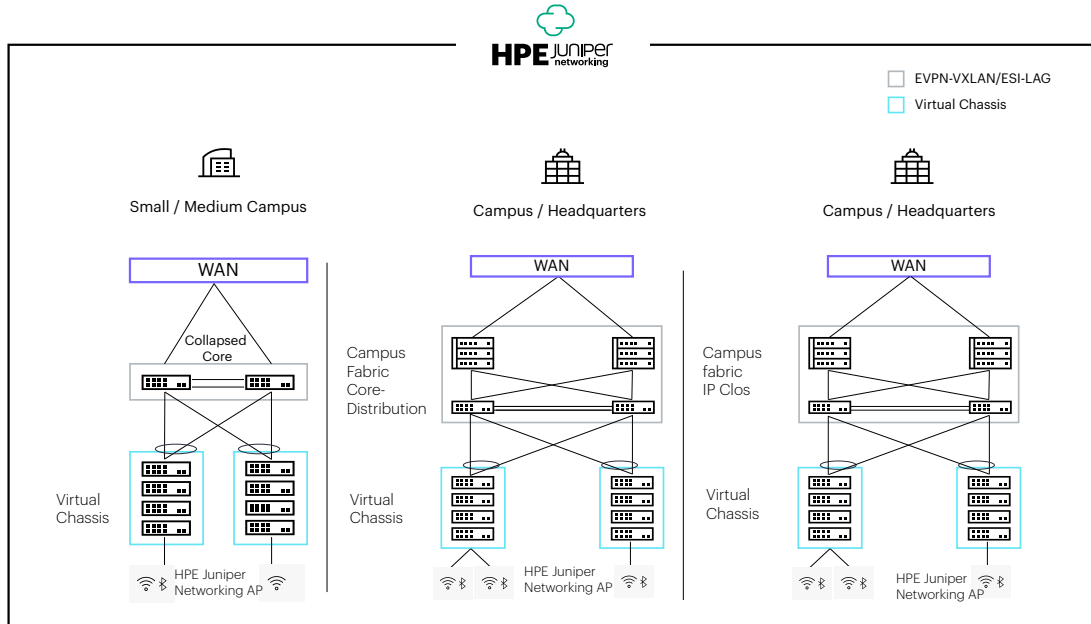 HPE JUNIPer
networking
EVPN-VXLAN/ESI-LAG
Virtual Chassis
Small / Medium Campus
WAN
Collapsed
Core
Virtual
Chassis
HPE Juniper
Networking AP
Campus / Headquarters
WAN
Campus
Fabric
Core-
Distribution
Virtual
Chassis
HPE Juniper
Networking AP
Campus / Headquarters
WAN
Campus
fabric
IP Clos
Virtual
Chassis
HPE Juniper
Networking AP